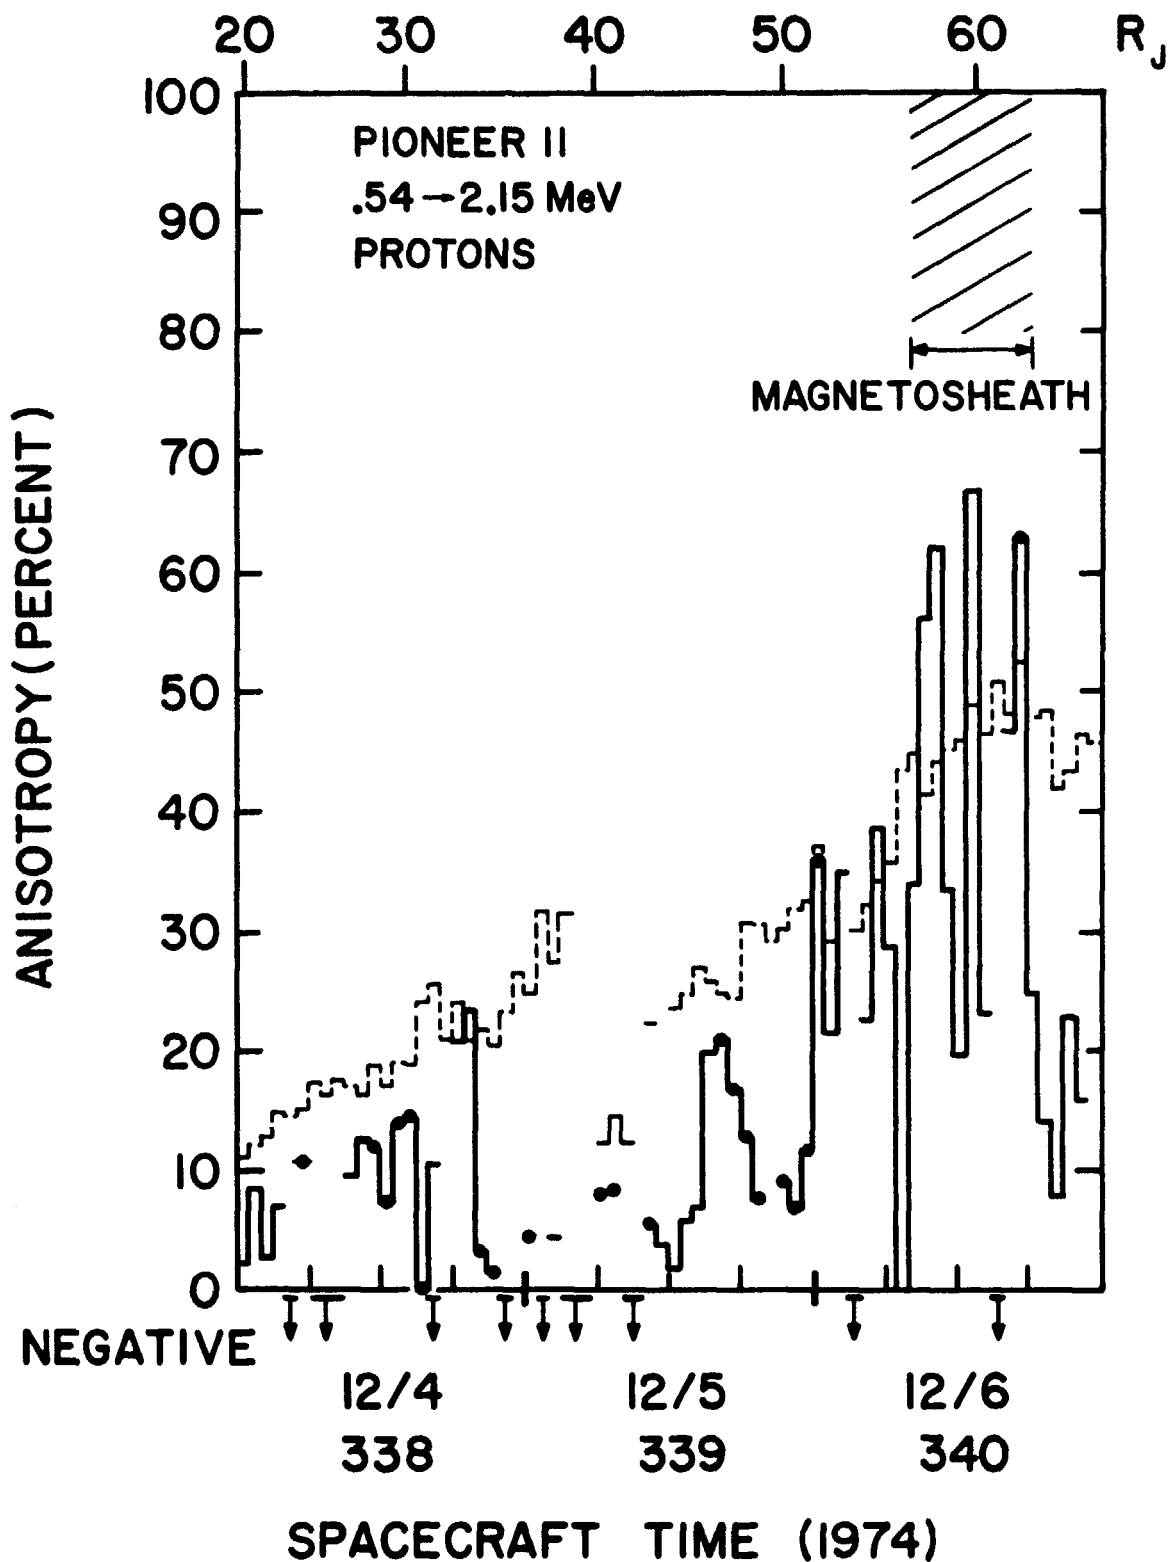 20 30 40 50 60 R_J
100
PIONEER II
.54→2.15 MeV
PROTONS
90
80
MAGNETOSHEATH
70
60
50
40
30
20
10
0
ANISOTROPY (PERCENT)
NEGATIVE
12/4 12/5 12/6
338 339 340
SPACECRAFT TIME (1974)